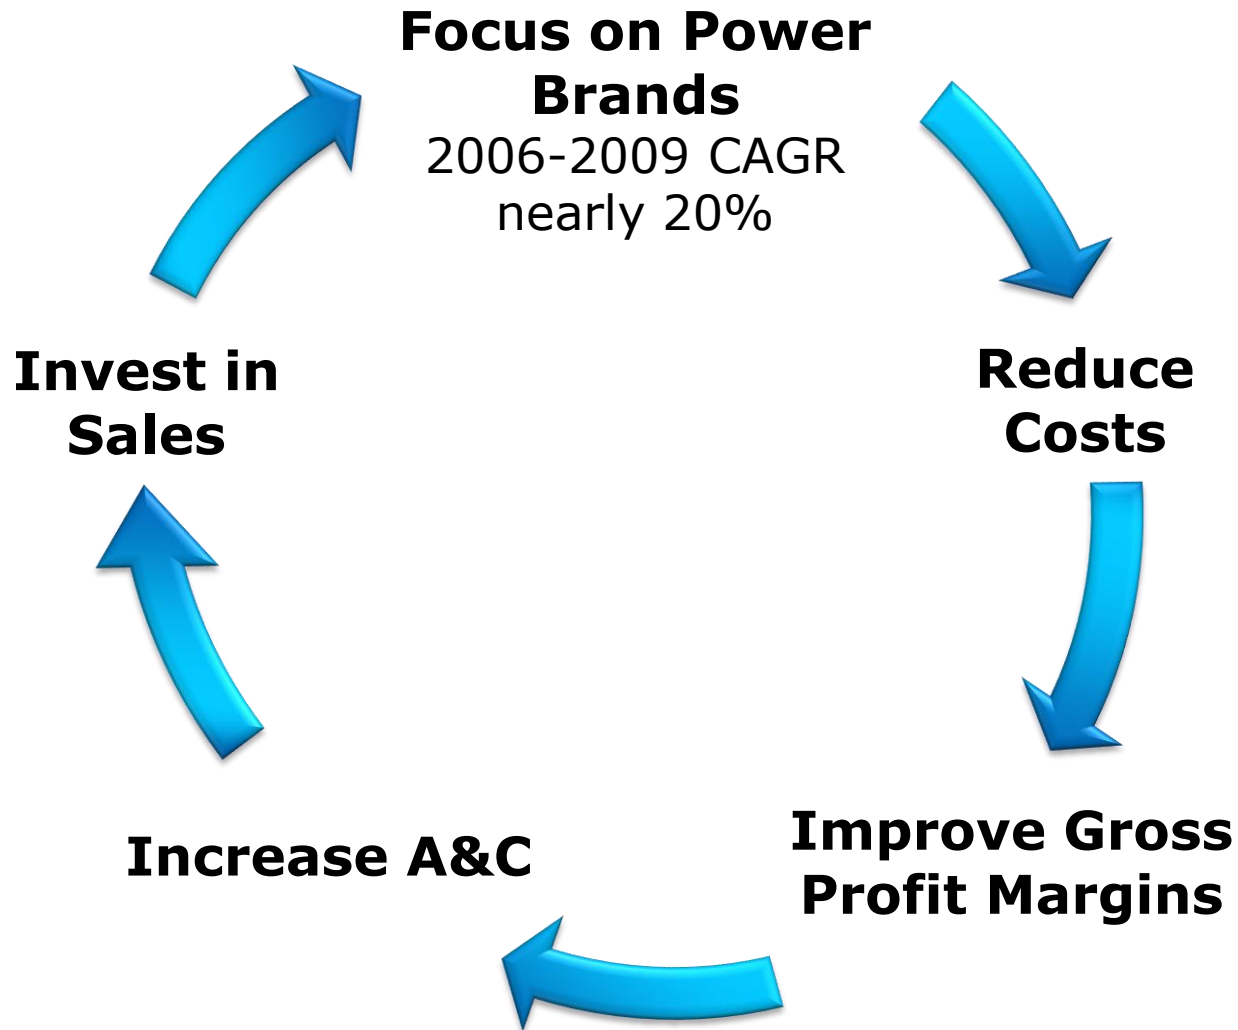 Focus on Power
Brands
2006-2009 CAGR
nearly 20%
Reduce
Costs
Improve Gross
Profit Margins
Increase A&C
Invest in
Sales